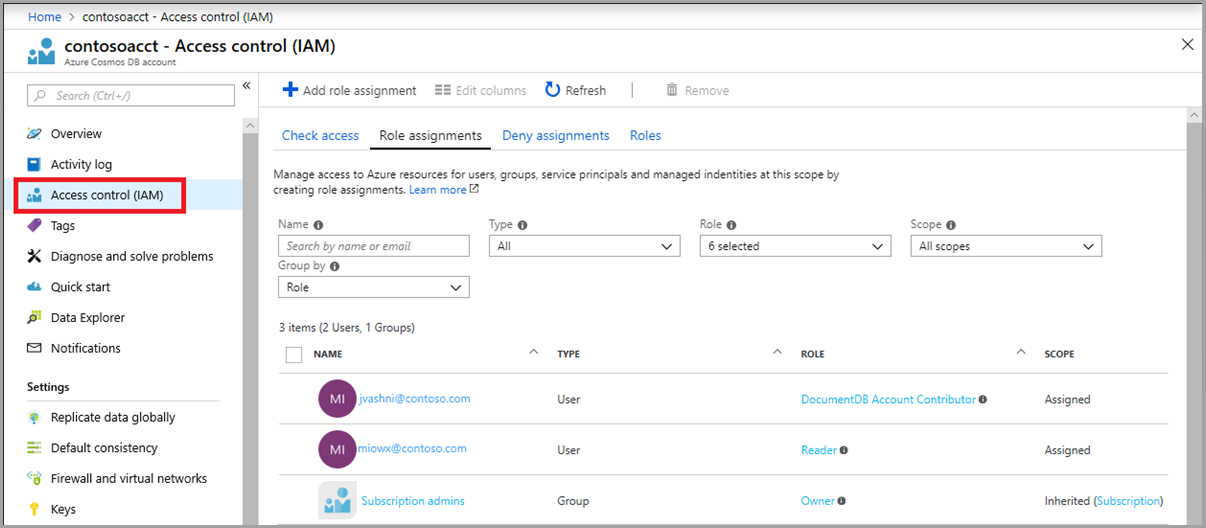 Home > contosoacct - Access control (IAM)
contosoacct - Access control (IAM)
Azure Cosmos DB account
Search (Ctrl+/)
Overview
Activity log
Access control (IAM)
Tags
Diagnose and solve problems
Quick start
Data Explorer
Notifications
Settings
Replicate data globally
Default consistency
Firewall and virtual networks
Keys
Add role assignment Edit columns Refresh Remove
Check access Role assignments Deny assignments Roles
Manage access to Azure resources for users, groups, service principals and managed indentities at this scope by
creating role assignments. Learn more
Name Type Role Scope
Search by name or email All 6 selected All scopes
Group by
Role
3 items (2 Users, 1 Groups)
NAME TYPE ROLE SCOPE
MI jvashni@contoso.com User DocumentDB Account Contributor Assigned
MI miowx@contoso.com User Reader Assigned
Subscription admins Group Owner Inherited (Subscription)